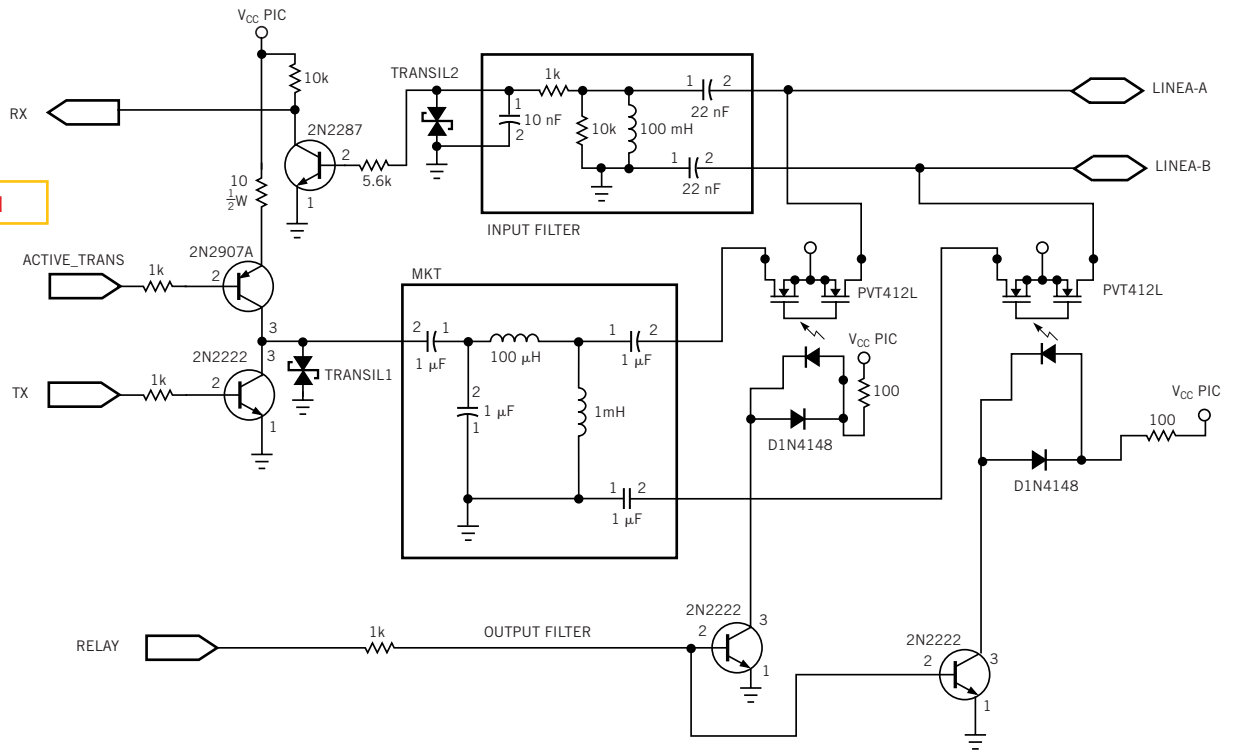 V_CC PIC
10k
RX
2N2287
2
5.6k
1
10
½W
TRANSIL2
1
10 nF
2
1k
10k
100 mH
1 2
22 nF
1 2
22 nF
INPUT FILTER
LINEA-A
LINEA-B
ACTIVE_TRANS
1k
2N2907A
2
3
TX
1k
2N2222
2
3
1
TRANSIL1
MKT
2 1
1 µF
100 µH
2
1 µF
1
1mH
1 2
1 µF
1 2
1 µF
PVT412L
V_CC PIC
100
D1N4148
PVT412L
V_CC PIC
100
D1N4148
RELAY
1k
OUTPUT FILTER
2N2222
2
3
1
2N2222
2
3
1